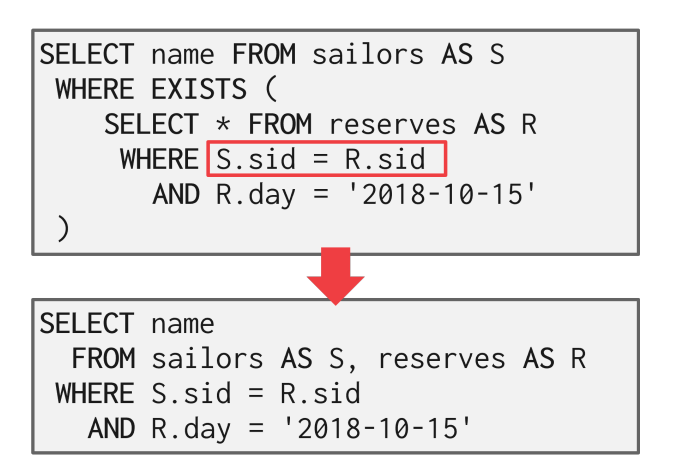 SELECT name FROM sailors AS S
WHERE EXISTS (
SELECT * FROM reserves AS R
WHERE S.sid = R.sid
AND R.day = '2018-10-15'
)
SELECT name
FROM sailors AS S, reserves AS R
WHERE S.sid = R.sid
AND R.day = '2018-10-15'